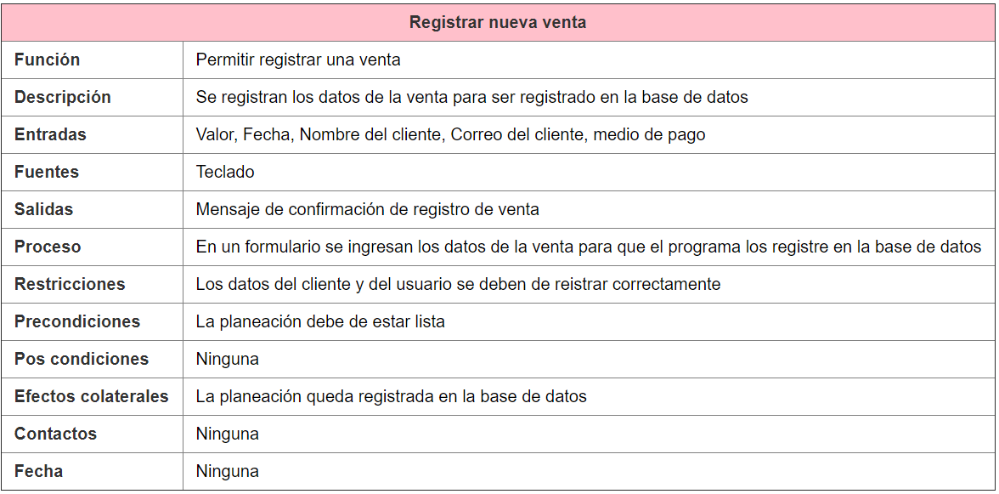 Registrar nueva venta
Función Permitir registrar una venta
Descripción Se registran los datos de la venta para ser registrado en la base de datos
Entradas Valor, Fecha, Nombre del cliente, Correo del cliente, medio de pago
Fuentes Teclado
Salidas Mensaje de confirmación de registro de venta
Proceso En un formulario se ingresan los datos de la venta para que el programa los registre en la base de datos
Restricciones Los datos del cliente y del usuario se deben de reistrar correctamente
Precondiciones La planeación debe de estar lista
Pos condiciones Ninguna
Efectos colaterales La planeación queda registrada en la base de datos
Contactos Ninguna
Fecha Ninguna